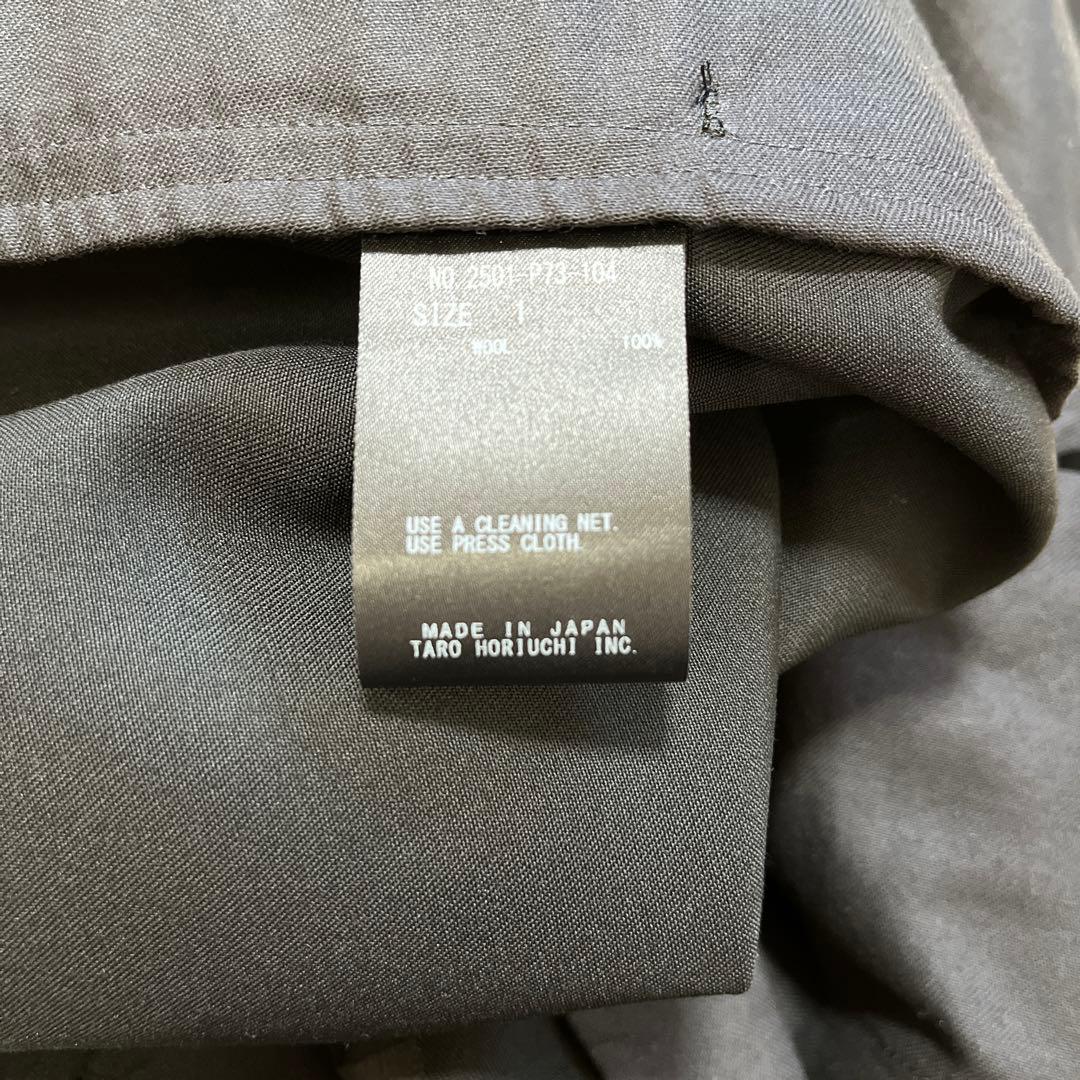 NO 2501-P73-104
SIZE 1
WOOL 100%
USE A CLEANING NET.
USE PRESS CLOTH.
MADE IN JAPAN
TARO HORIUCHI INC.